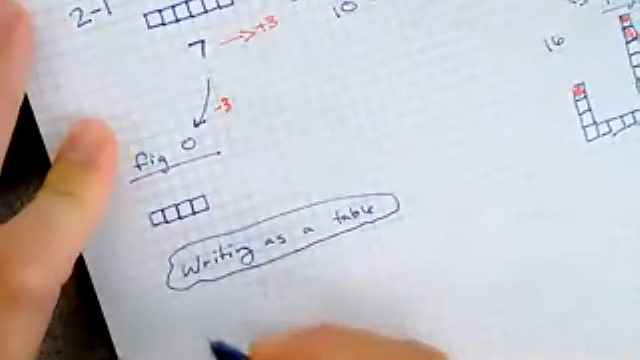 2-1
7 → +3
10
16
-3
fig 0
Writing as a table